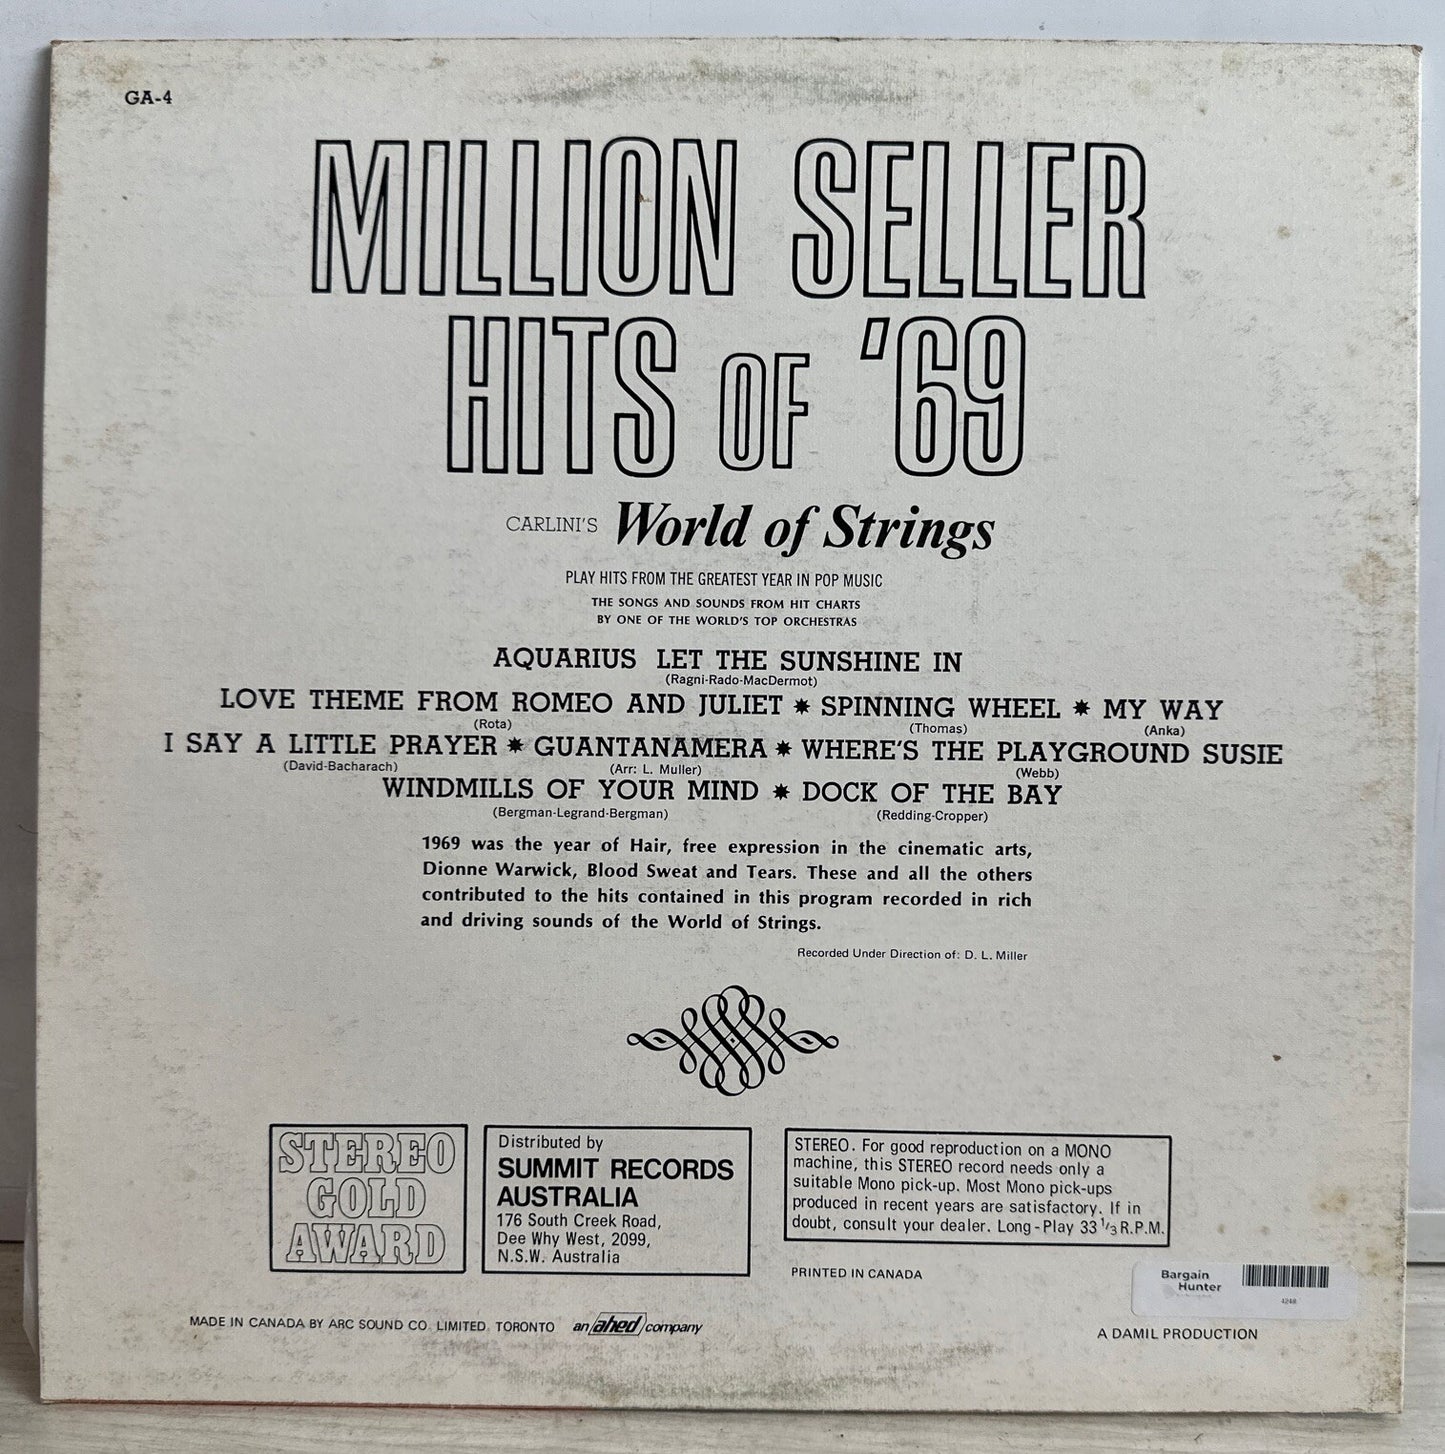 GA-4
MILLION SELLER
HITS OF '69
CARLINI'S World of Strings
PLAY HITS FROM THE GREATEST YEAR IN POP MUSIC
THE SONGS AND SOUNDS FROM HIT CHARTS
BY ONE OF THE WORLD'S TOP ORCHESTRAS
AQUARIUS LET THE SUNSHINE IN
(Ragni-Rado-MacDermot)
LOVE THEME FROM ROMEO AND JULIET ✷ SPINNING WHEEL ✷ MY WAY
(Rota) (Thomas) (Anka)
I SAY A LITTLE PRAYER ✷ GUANTANAMERA ✷ WHERE'S THE PLAYGROUND SUSIE
(David-Bacharach) (Arr: L. Muller) (Webb)
WINDMILLS OF YOUR MIND ✷ DOCK OF THE BAY
(Bergman-Legrand-Bergman) (Redding-Cropper)
1969 was the year of Hair, free expression in the cinematic arts,
Dionne Warwick, Blood Sweat and Tears. These and all the others
contributed to the hits contained in this program recorded in rich
and driving sounds of the World of Strings.
Recorded Under Direction of: D. L. Miller
STEREO
GOLD
AWARD
Distributed by
SUMMIT RECORDS
AUSTRALIA
176 South Creek Road,
Dee Why West, 2099,
N.S.W. Australia
STEREO. For good reproduction on a MONO
machine, this STEREO record needs only a
suitable Mono pick-up. Most Mono pick-ups
produced in recent years are satisfactory. If in
doubt, consult your dealer. Long-Play 33 1/3 R.P.M.
PRINTED IN CANADA
Bargain
Hunter
4248
MADE IN CANADA BY ARC SOUND CO. LIMITED. TORONTO an ahed company
A DAMIL PRODUCTION